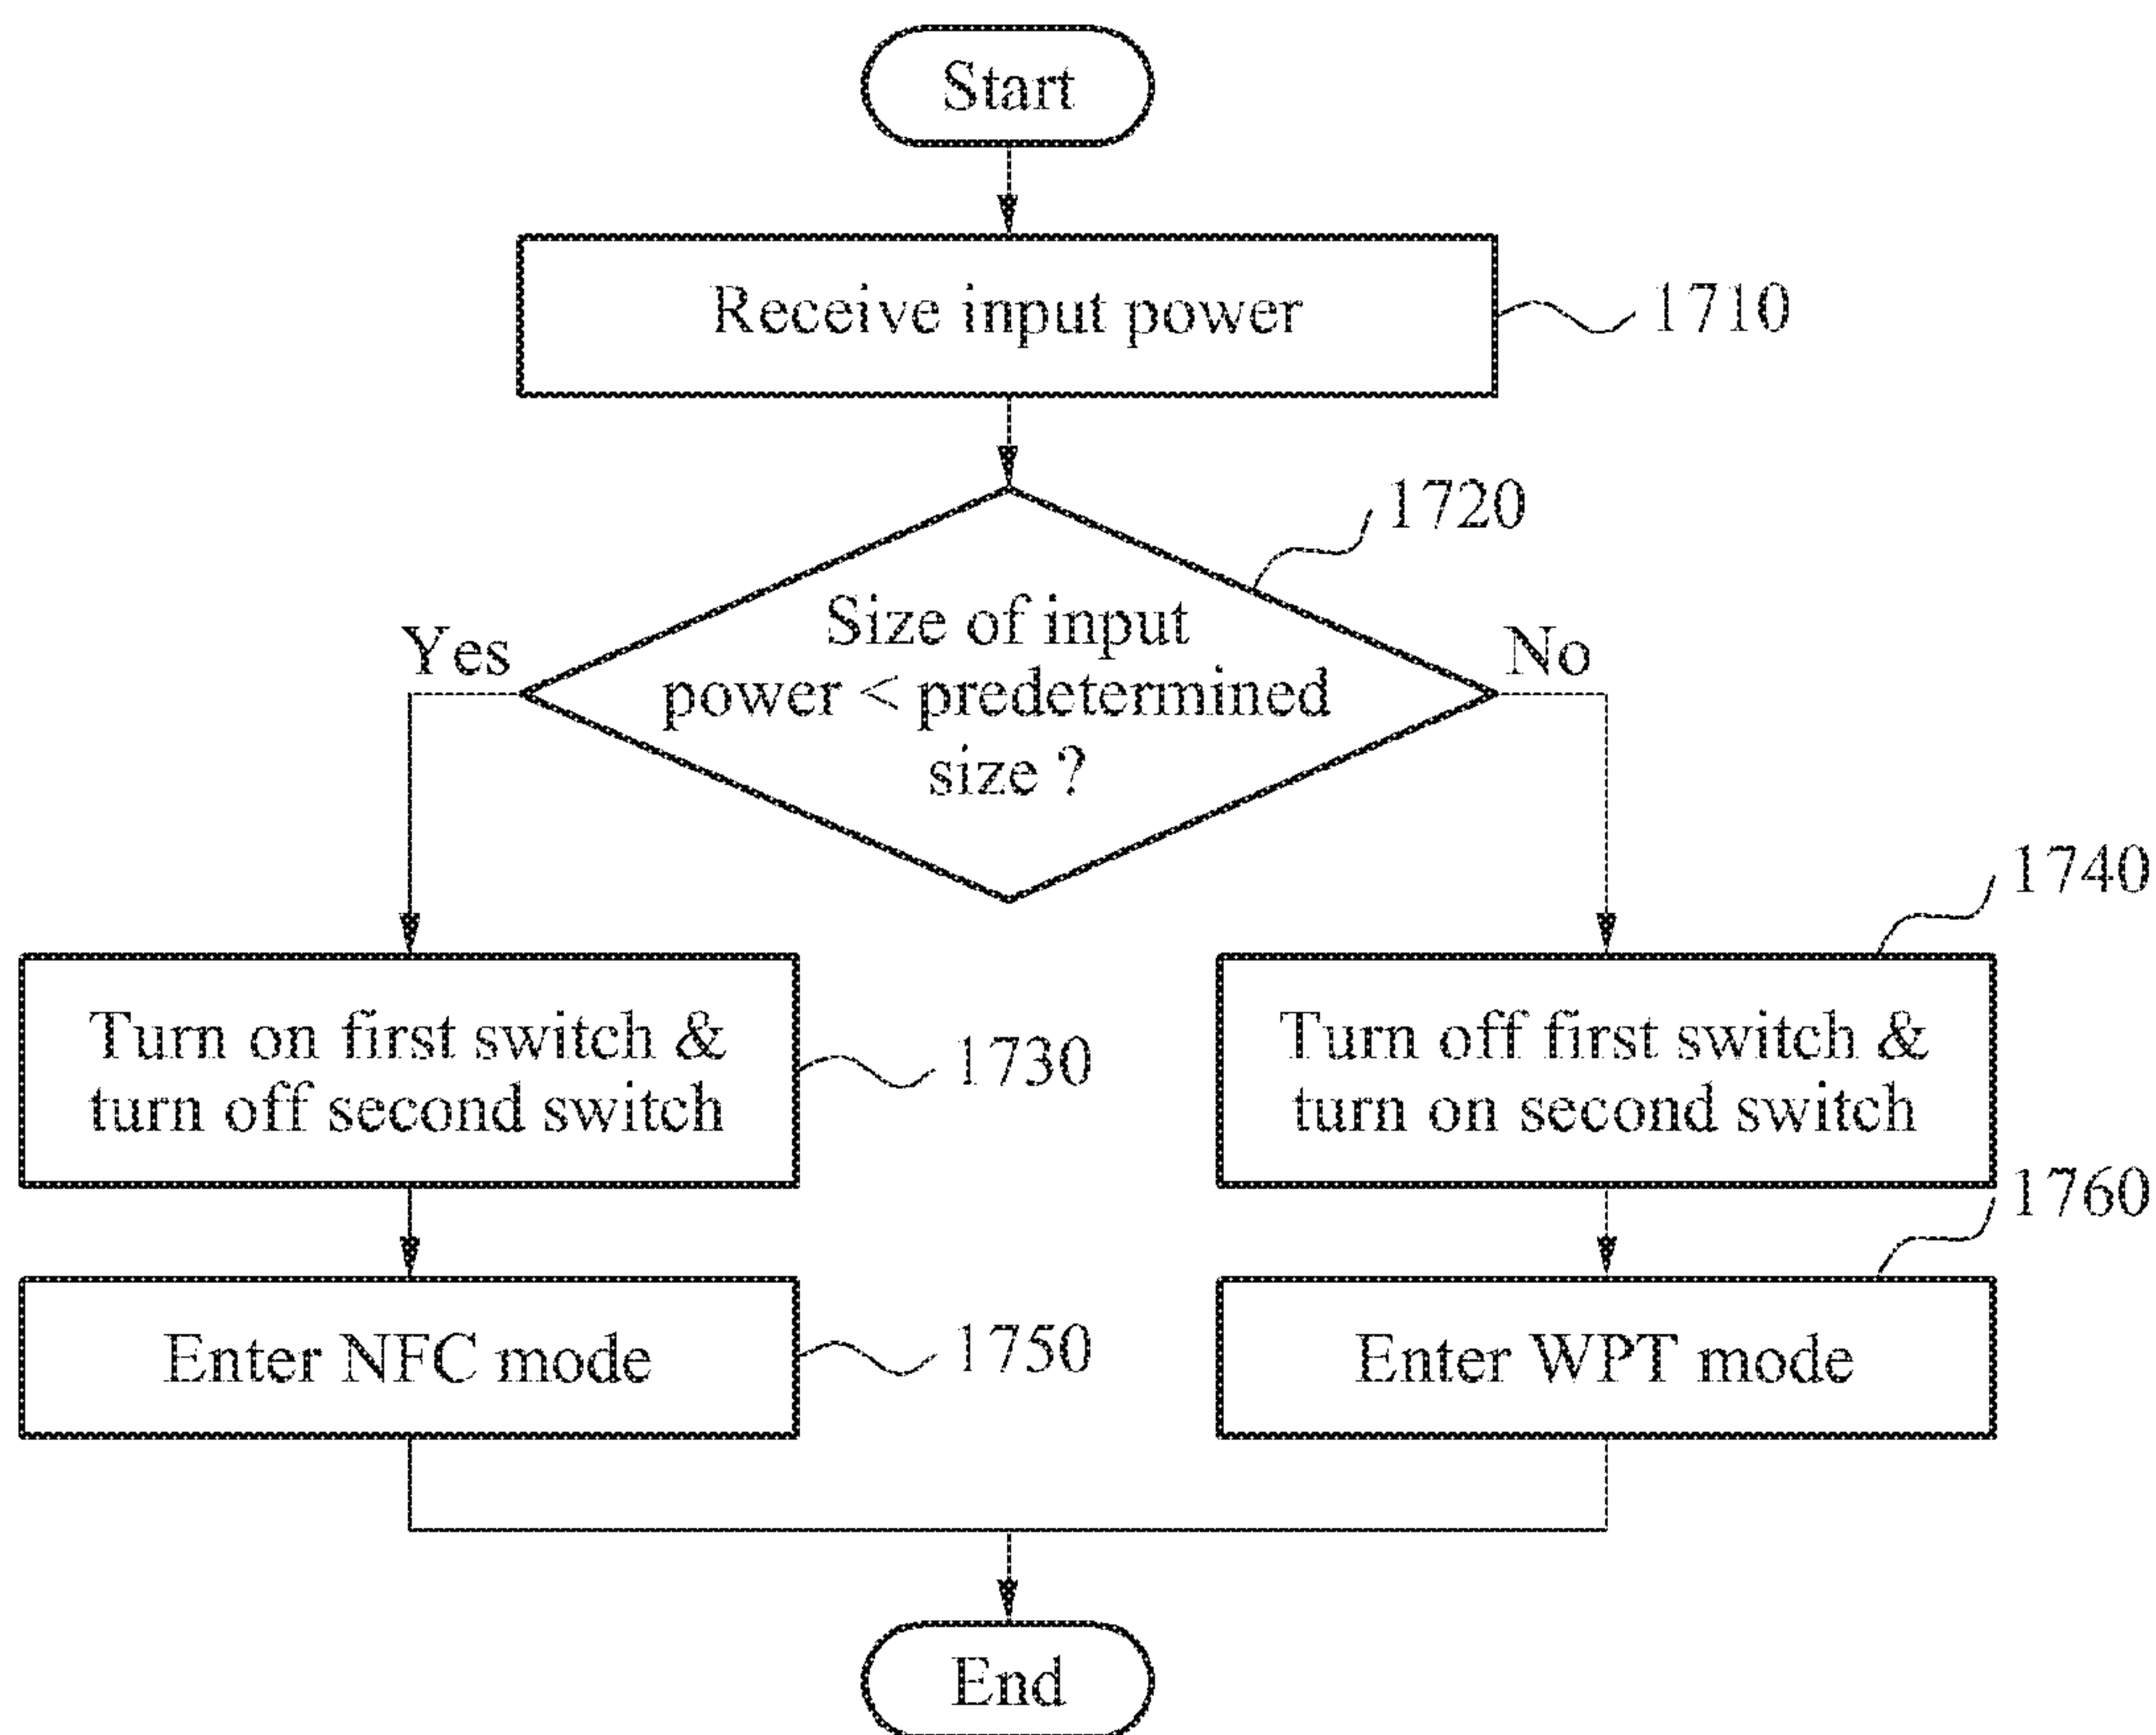 Start
Receive input power
1710
1720
Size of input
power < predetermined
size ?
Yes
No
1740
Turn on first switch &
turn off second switch
1730
Turn off first switch &
turn on second switch
1760
Enter NFC mode
1750
Enter WPT mode
End